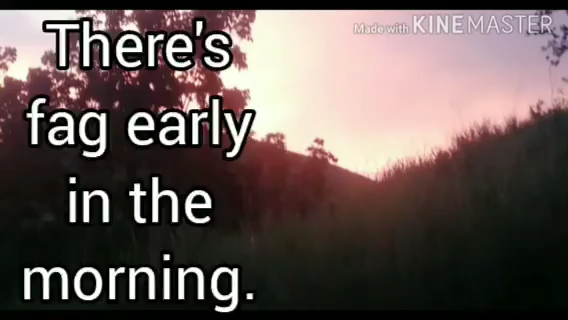 Made with KINEMASTER
There's
fag early
in the
morning.